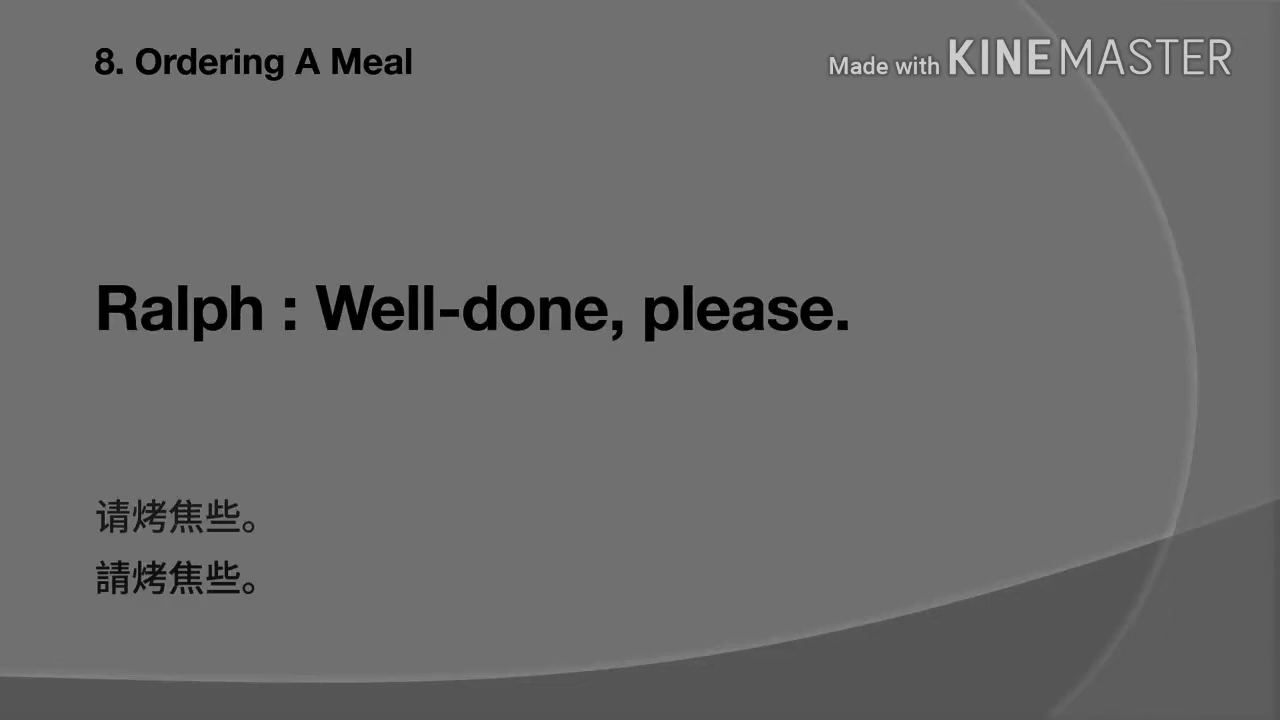 8. Ordering A Meal
Made with KINEMASTER
Ralph : Well-done, please.
请烤焦些。
請烤焦些。